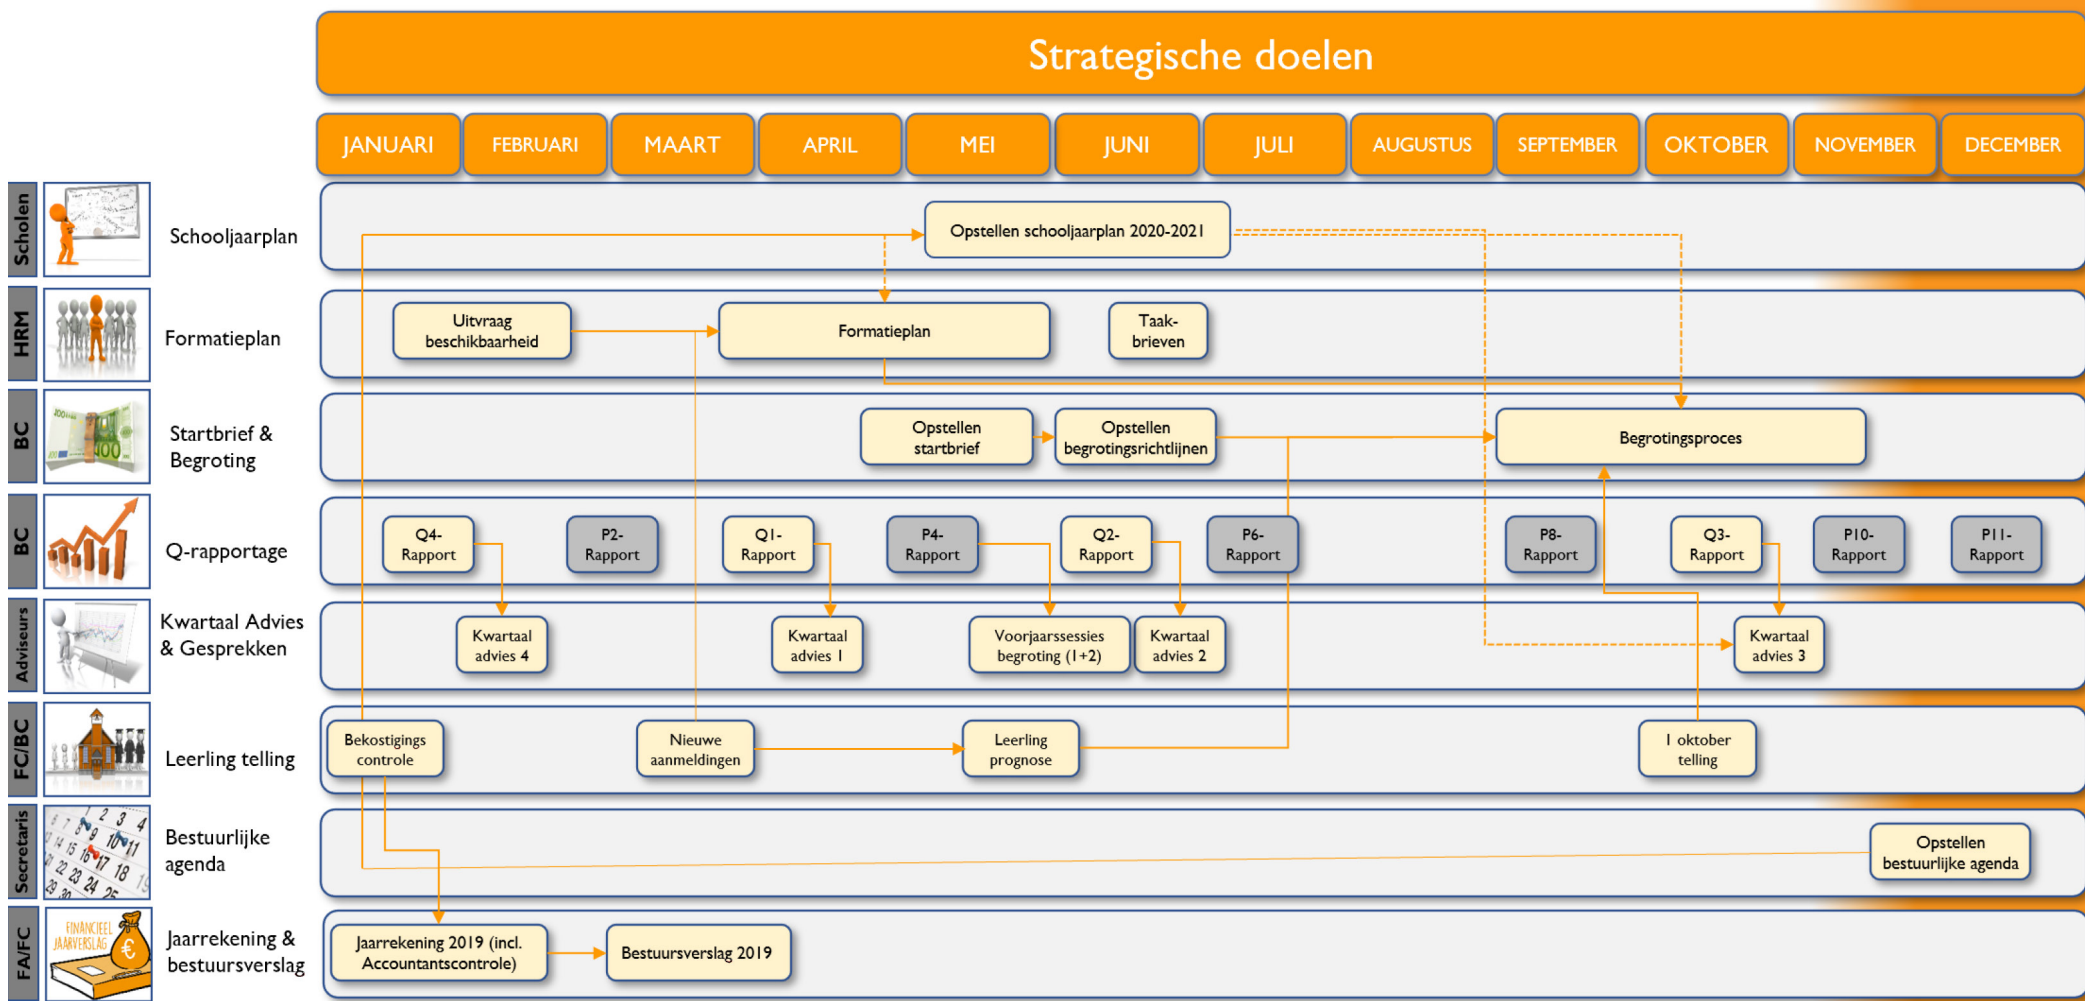 Strategische doelen
JANUARI
FEBRUARI
MAART
APRIL
MEI
JUNI
JULI
AUGUSTUS
SEPTEMBER
OKTOBER
NOVEMBER
DECEMBER
Scholen
Schooljaarplan
Opstellen schooljaarplan 2020-2021
HRM
Formatieplan
Uitvraag
beschikbaarheid
Formatieplan
Taak-
brieven
BC
Startbrief &
Begroting
Opstellen
startbrief
Opstellen
begrotingsrichtlijnen
Begrotingsproces
BC
Q-rapportage
Q4-
Rapport
P2-
Rapport
Q1-
Rapport
P4-
Rapport
Q2-
Rapport
P6-
Rapport
P8-
Rapport
Q3-
Rapport
P10-
Rapport
P11-
Rapport
Adviseurs
Kwartaal Advies
& Gesprekken
Kwartaal
advies 4
Kwartaal
advies 1
Voorjaarssessies
begroting (1+2)
Kwartaal
advies 2
Kwartaal
advies 3
FC/BC
Leerling telling
Bekostigings
controle
Nieuwe
aanmeldingen
Leerling
prognose
1 oktober
telling
Secretaris
Bestuurlijke
agenda
Opstellen
bestuurlijke agenda
FA/FC
FINANCIEEL
JAARVERSLAG
€
Jaarrekening &
bestuursverslag
Jaarrekening 2019 (incl.
Accountantscontrole)
Bestuursverslag 2019